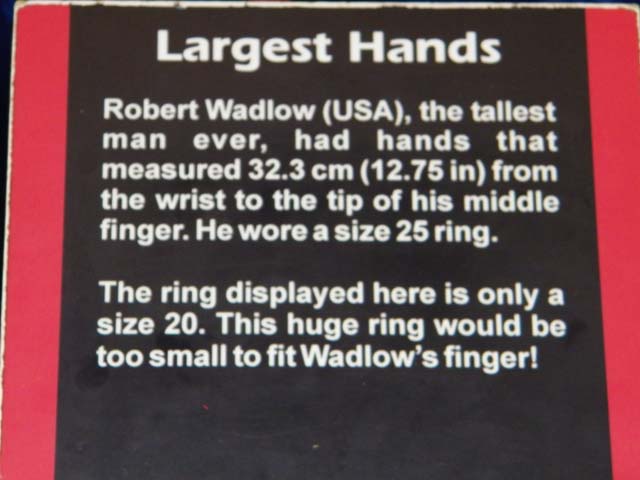 Largest Hands
Robert Wadlow (USA), the tallest
man ever, had hands that
measured 32.3 cm (12.75 in) from
the wrist to the tip of his middle
finger. He wore a size 25 ring.
The ring displayed here is only a
size 20. This huge ring would be
too small to fit Wadlow's finger!